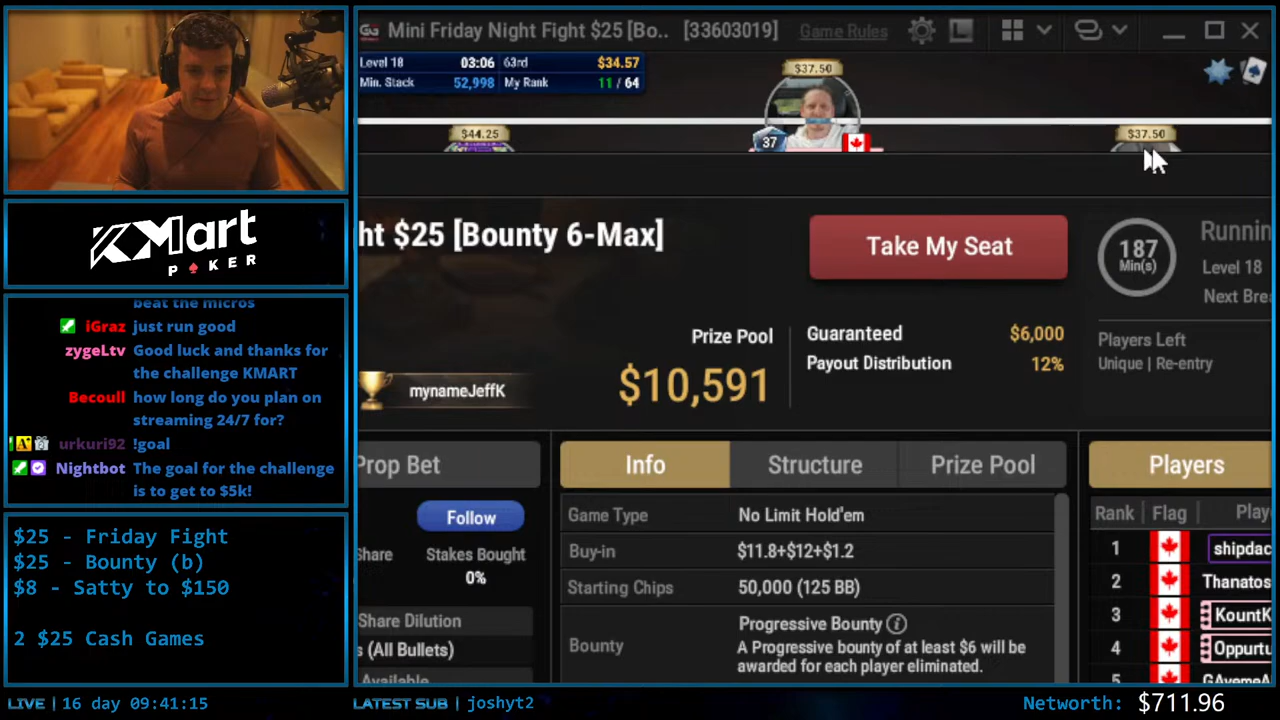 Mini Friday Night Fight $25 [Bo.. [33603019] Game Rules
Level 18 03:06 63rd $34.57
Min. Stack 52,998 My Rank 11 / 64
$37.50
$44.25
37
$37.50
KMart
POKER
ht $25 [Bounty 6-Max]
Take My Seat
187
Min(s)
Runnin
Level 18
Next Brea
Prize Pool
$10,591
Guaranteed $6,000
Payout Distribution 12%
Players Left
Unique | Re-entry
mynameJeffK
beat the micros
iGraz just run good
zygeLtv Good luck and thanks for
the challenge KMART
Becoull how long do you plan on
streaming 24/7 for?
urkuri92 !goal
Nightbot The goal for the challenge
is to get to $5k!
Prop Bet
Info
Structure
Prize Pool
Players
Follow
Share
Stakes Bought
0%
Share Dilution
s (All Bullets)
Available
Game Type No Limit Hold'em
Buy-in $11.8+$12+$1.2
Starting Chips 50,000 (125 BB)
Bounty
Progressive Bounty
A Progressive bounty of at least $6 will be
awarded for each player eliminated.
Rank Flag Playe
1 shipdac
2 Thanatos
3 KountK
4 Oppurtu
5 GAvemeA
$25 - Friday Fight
$25 - Bounty (b)
$8 - Satty to $150
2 $25 Cash Games
LIVE | 16 day 09:41:15
LATEST SUB | joshyt2
Networth: $711.96